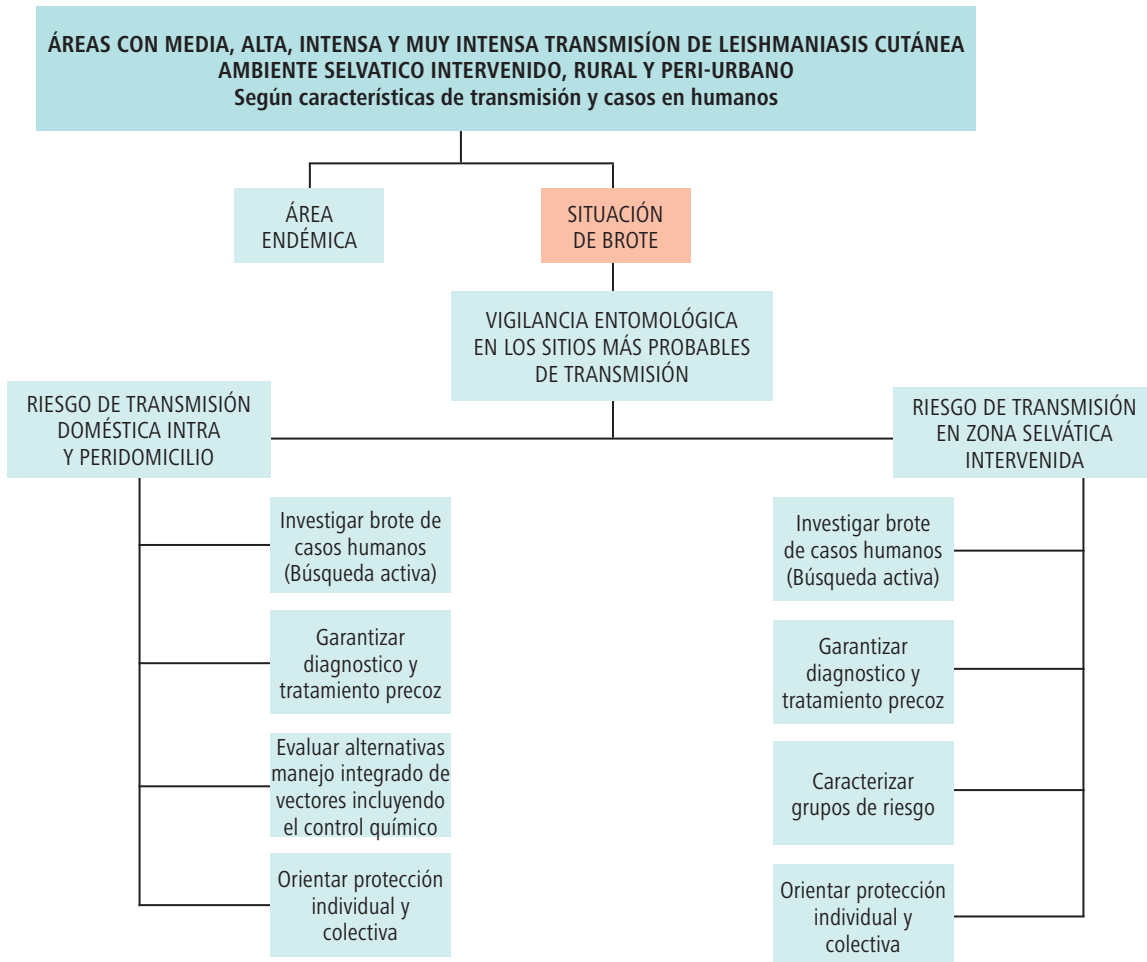 ÁREAS CON MEDIA, ALTA, INTENSA Y MUY INTENSA TRANSMISÍON DE LEISHMANIASIS CUTÁNEA
AMBIENTE SELVATICO INTERVENIDO, RURAL Y PERI-URBANO
Según características de transmisión y casos en humanos
ÁREA
ENDÉMICA
SITUACIÓN
DE BROTE
VIGILANCIA ENTOMOLÓGICA
EN LOS SITIOS MÁS PROBABLES
DE TRANSMISIÓN
RIESGO DE TRANSMISIÓN
DOMÉSTICA INTRA
Y PERIDOMICILIO
Investigar brote de
casos humanos
(Búsqueda activa)
Garantizar
diagnostico y
tratamiento precoz
Evaluar alternativas
manejo integrado de
vectores incluyendo
el control químico
Orientar protección
individual y
colectiva
RIESGO DE TRANSMISIÓN
EN ZONA SELVÁTICA
INTERVENIDA
Investigar brote
de casos humanos
(Búsqueda activa)
Garantizar
diagnostico y
tratamiento precoz
Caracterizar
grupos de riesgo
Orientar protección
individual y
colectiva